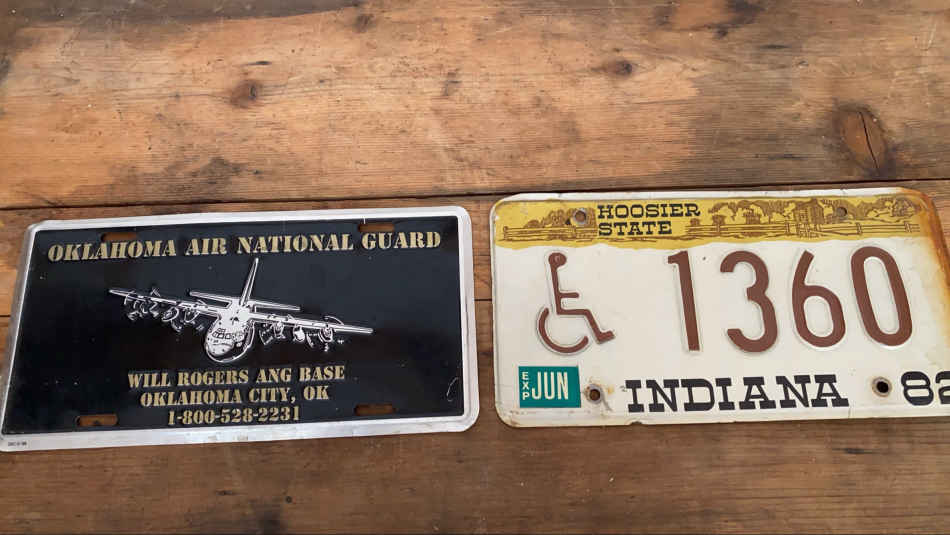 OKLAHOMA AIR NATIONAL GUARD
WILL ROGERS ANG BASE
OKLAHOMA CITY, OK
1-800-528-2231
HOOSIER
STATE
1360
EXP JUN
INDIANA 82